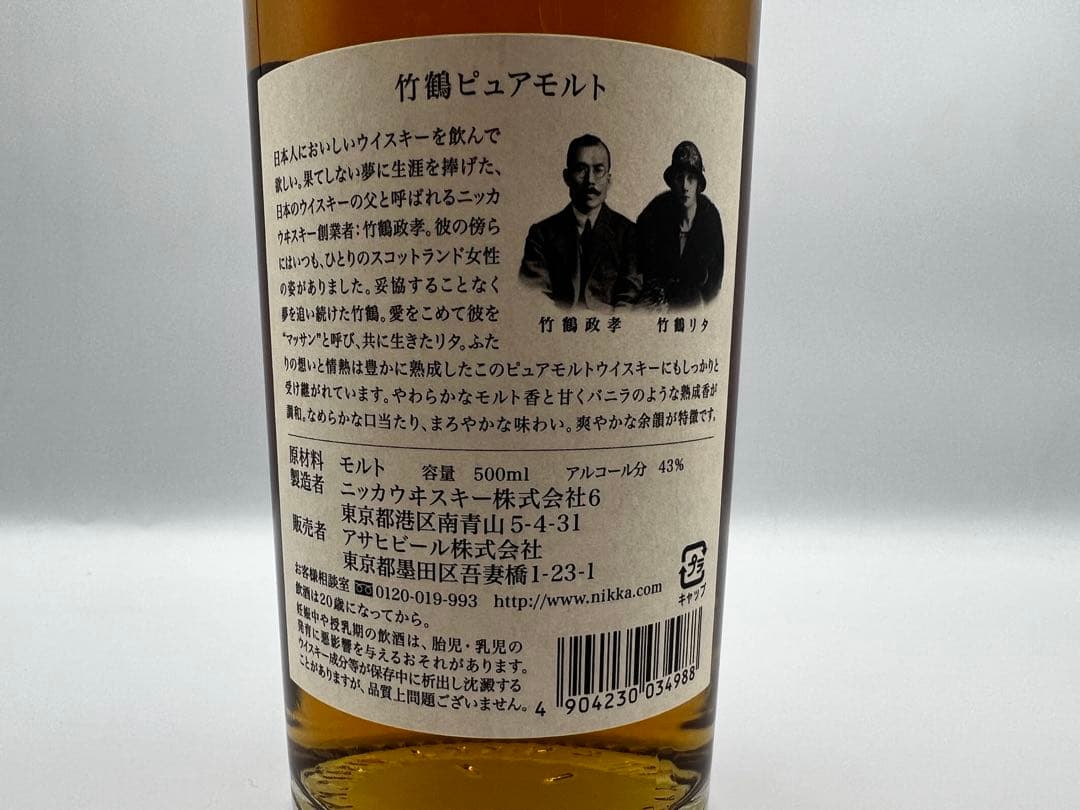 竹鶴ピュアモルト
日本人においしいウイスキーを飲んで
欲しい。果てしない夢に生涯を捧げた、
日本のウイスキーの父と呼ばれるニッカ
ウヰスキー創業者：竹鶴政孝。彼の傍ら
にはいつも、ひとりのスコットランド女性
の姿がありました。妥協することなく
夢を追い続けた竹鶴。愛をこめて彼を
“マッサン”と呼び、共に生きたリタ。ふた
りの想いと情熱は豊かに熟成したこのピュアモルトウイスキーにもしっかりと
受け継がれています。やわらかなモルト香と甘くバニラのような熟成香が
調和。なめらかな口当たり、まろやかな味わい。爽やかな余韻が特徴です。
竹鶴政孝 竹鶴リタ
原材料 モルト 容量 500ml アルコール分 43%
製造者 ニッカウヰスキー株式会社6
東京都港区南青山5-4-31
販売者 アサヒビール株式会社
東京都墨田区吾妻橋1-23-1
お客様相談室 0120-019-993 http://www.nikka.com
飲酒は20歳になってから。
妊娠中や授乳期の飲酒は、胎児・乳児の
発育に悪影響を与えるおそれがあります。
ウイスキー成分等が保存中に析出し沈澱する
ことがありますが、品質上問題ございません。
プラ
キャップ
4 904230 034988